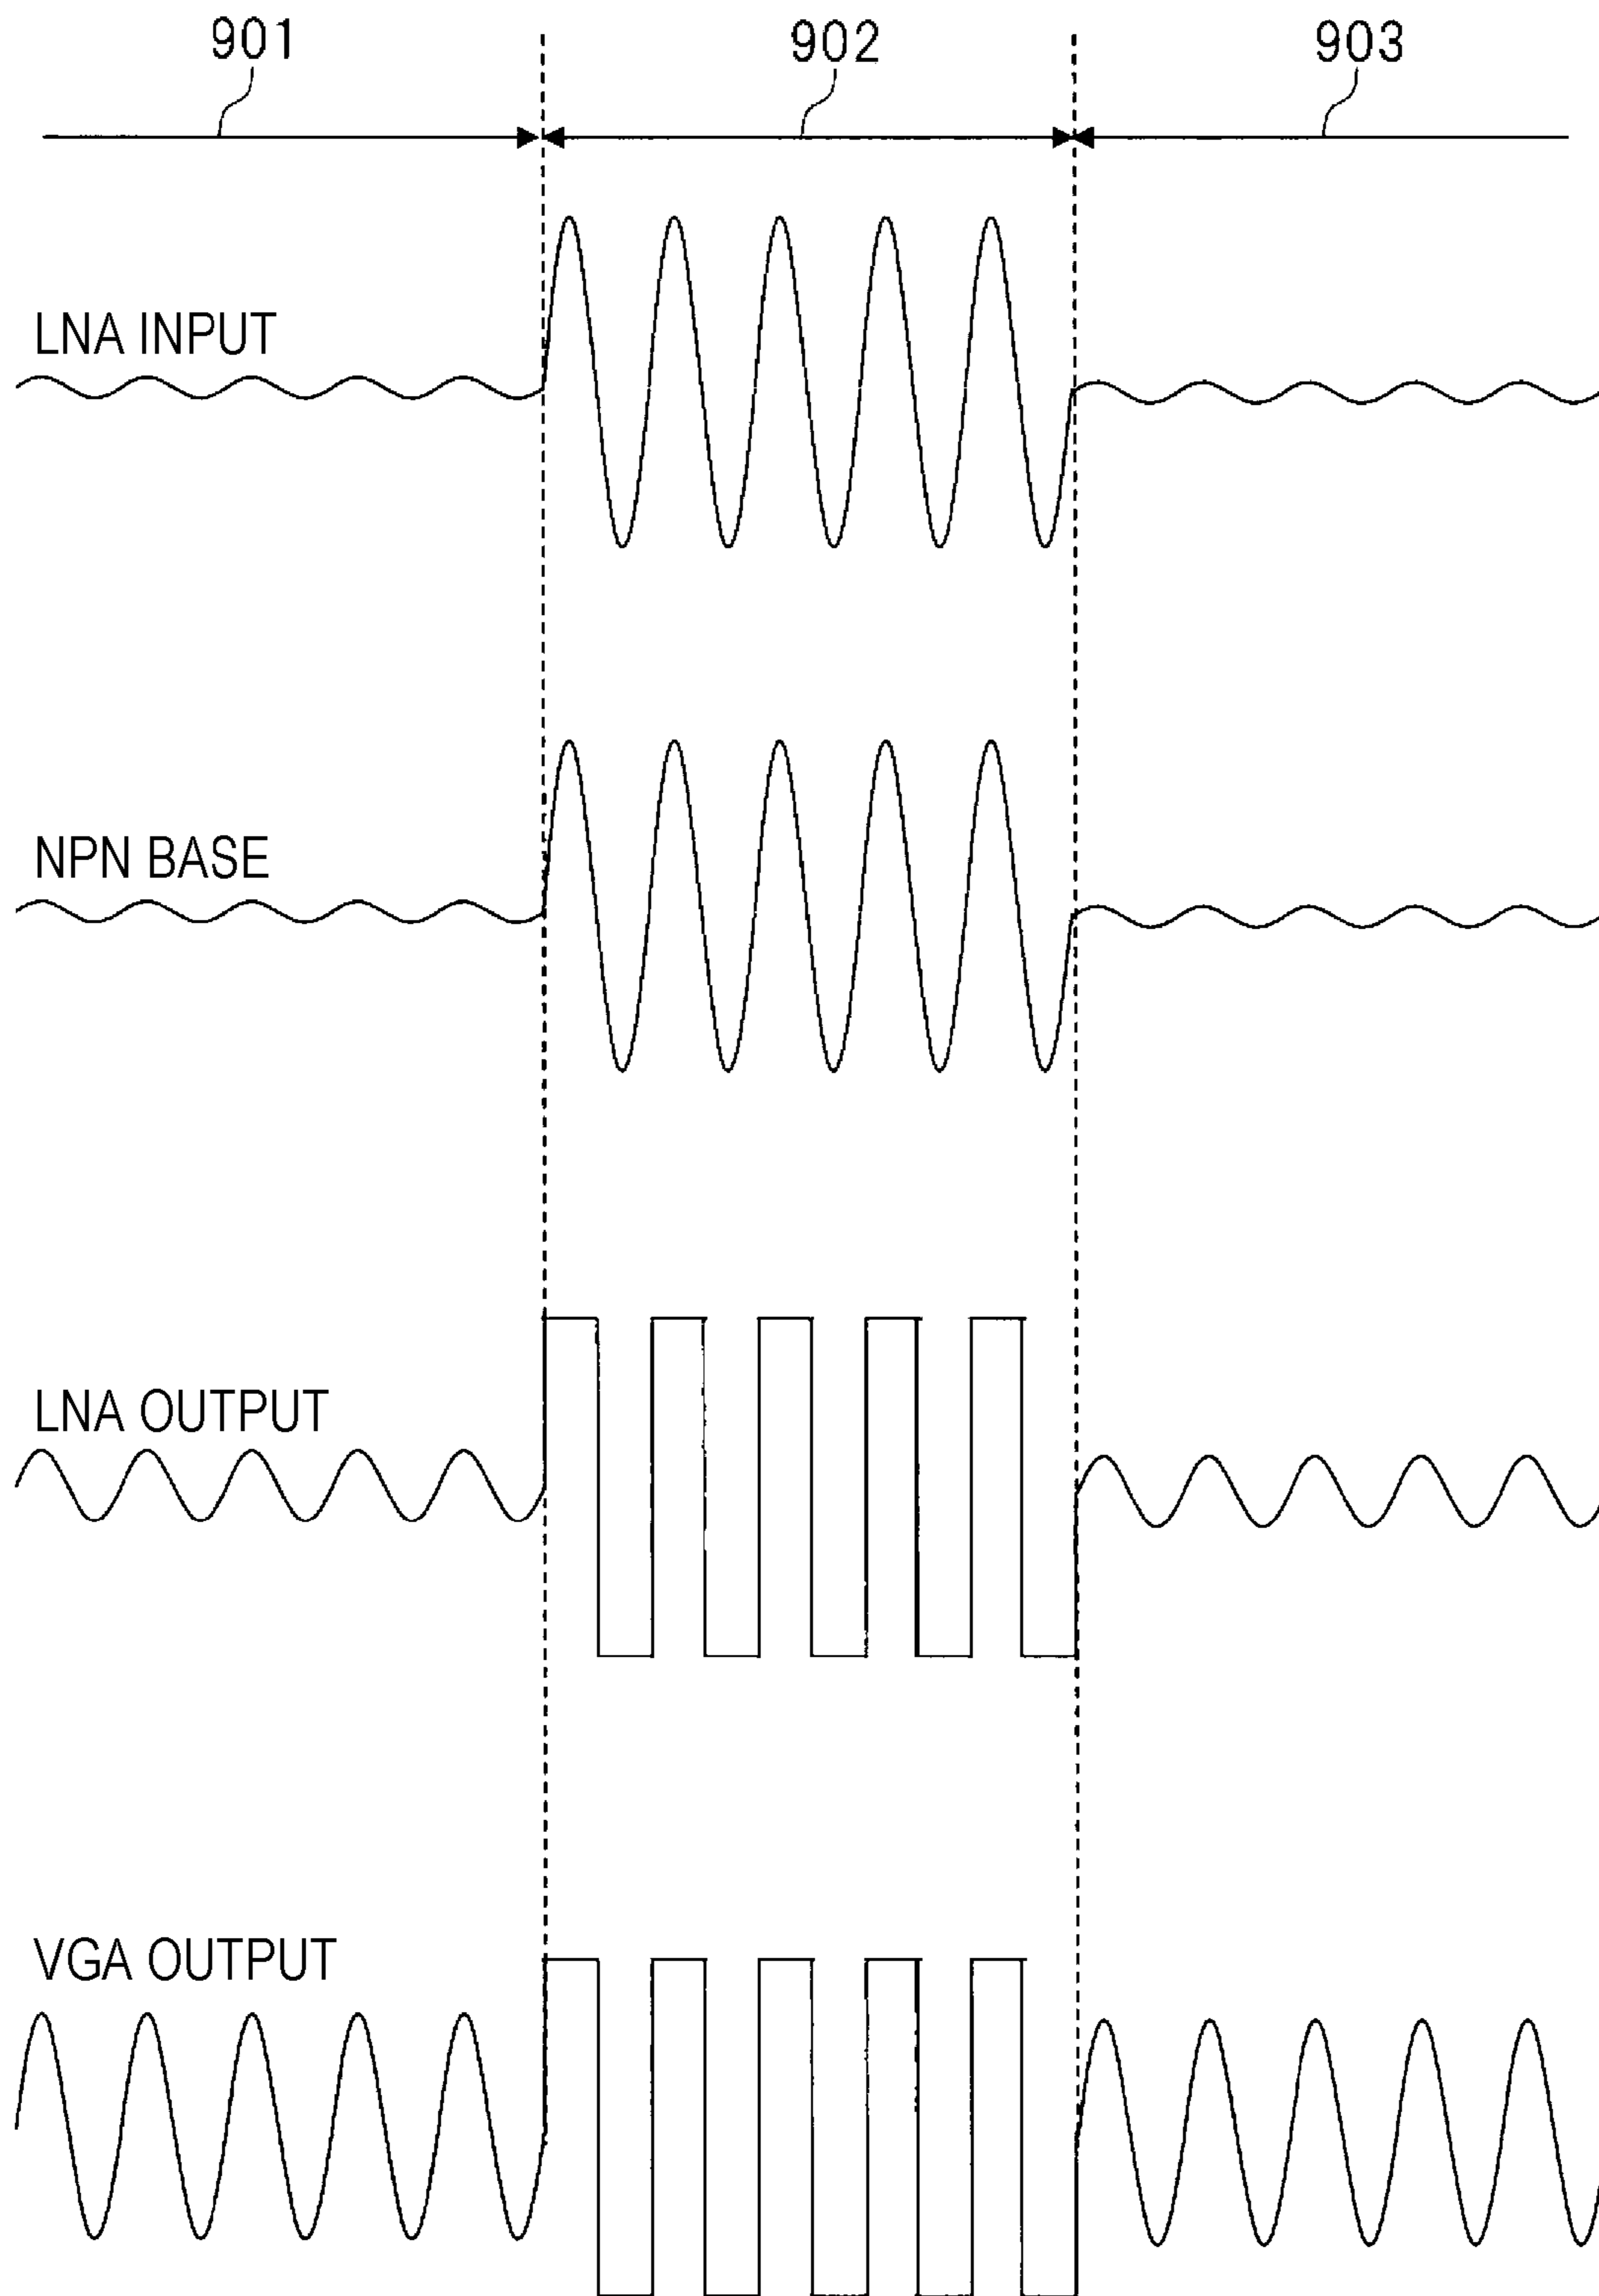 901 902 903
LNA INPUT
NPN BASE
LNA OUTPUT
VGA OUTPUT